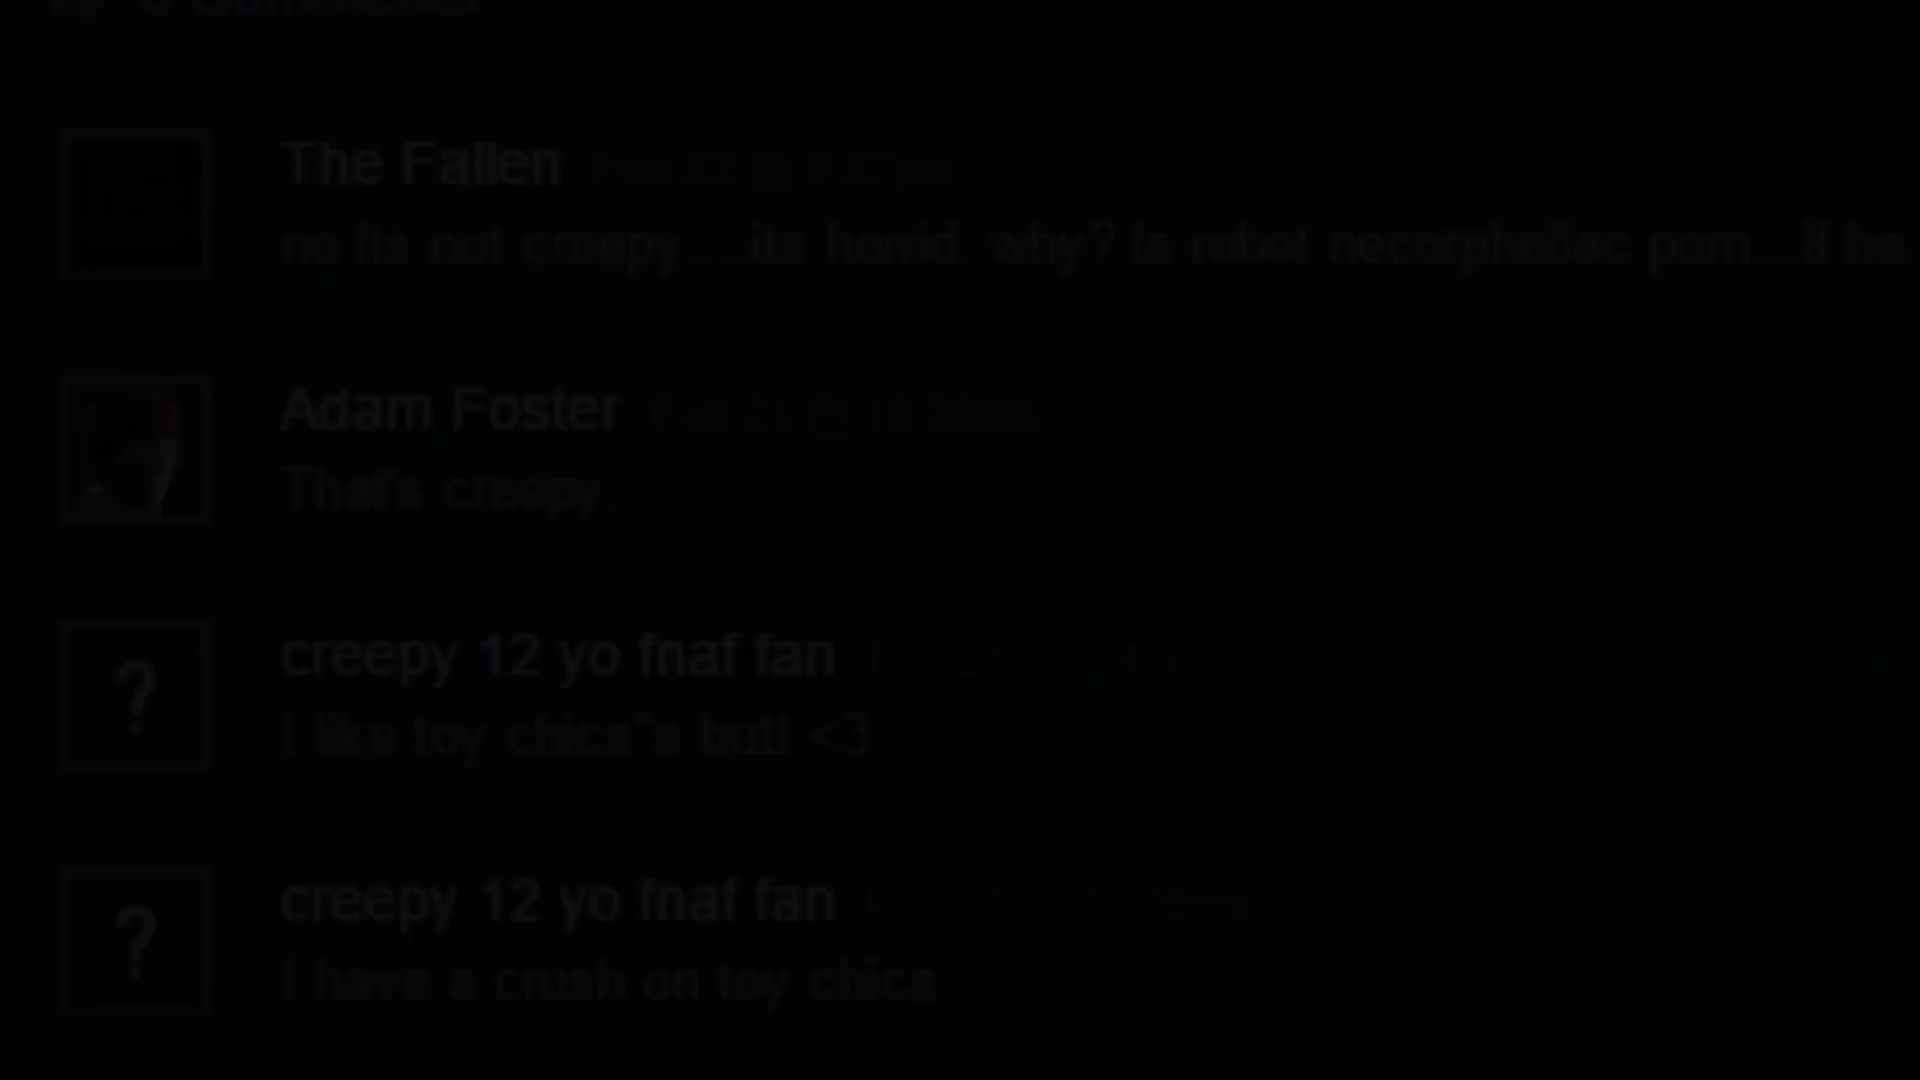 Comments
The Fallen
no its not creepy... its horrid. why? is robot necorpheliac porn...if he
Adam Foster
That's creepy.
creepy 12 yo fnaf fan
I like toy chica"s butt <3
creepy 12 yo fnaf fan
I have a crush on toy chica